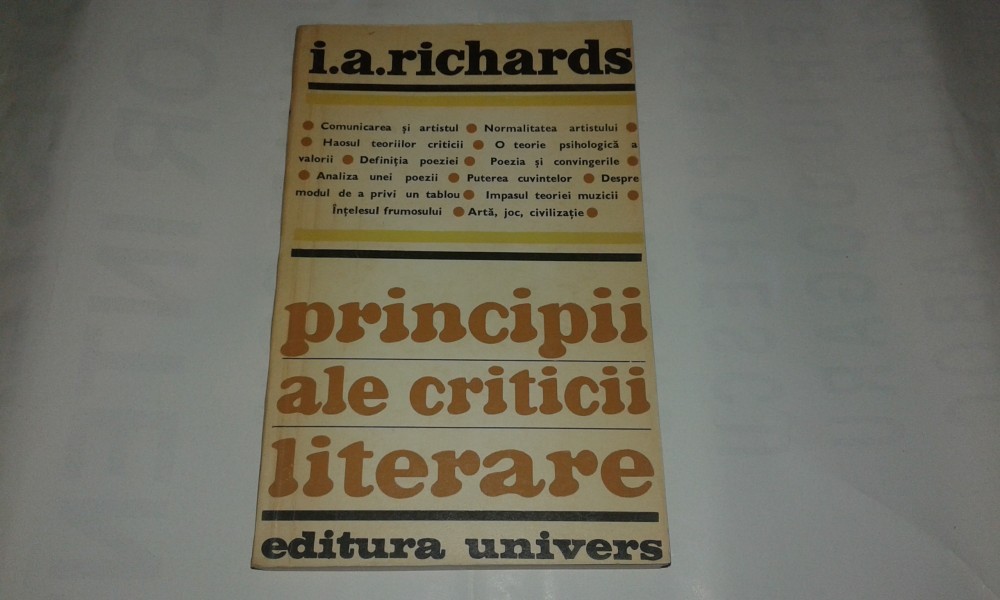 i.a.richards
● Comunicarea și artistul ● Normalitatea artistului ●
● Haosul teoriilor criticii ● O teorie psihologică a
valorii ● Definiția poeziei ● Poezia și convingerile ●
● Analiza unei poezii ● Puterea cuvintelor ● Despre
modul de a privi un tablou ● Impasul teoriei muzicii ●
Înțelesul frumosului ● Artă, joc, civilizație ●
principii
ale criticii
literare
editura univers